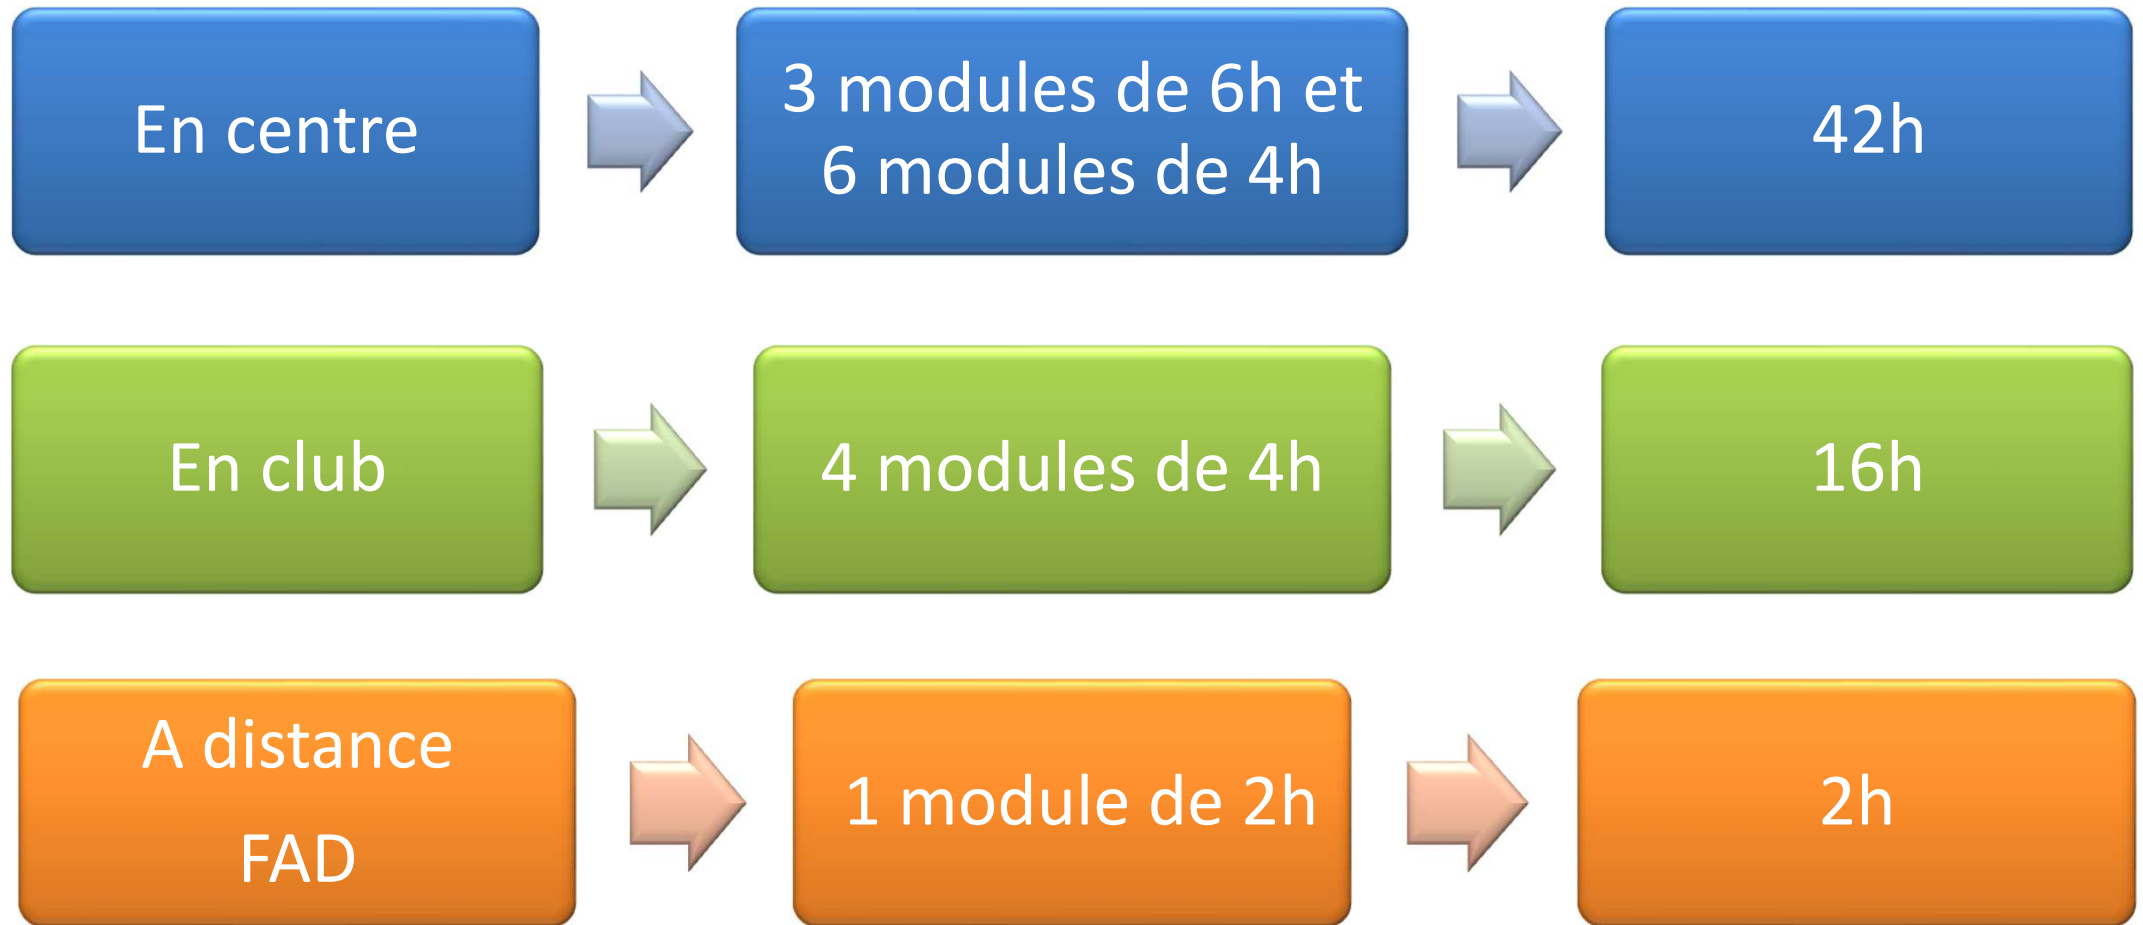 En centre
3 modules de 6h et
6 modules de 4h
42h
En club
4 modules de 4h
16h
A distance
FAD
1 module de 2h
2h